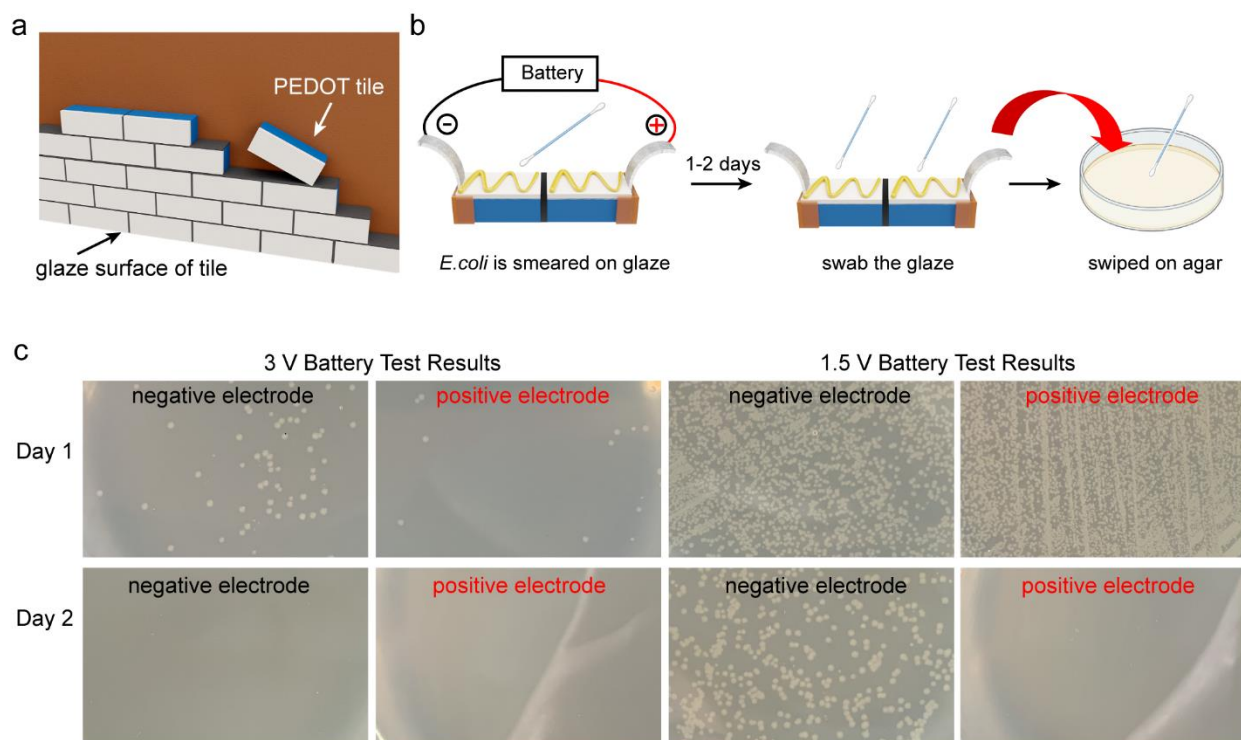 a
PEDOT tile
glaze surface of tile
b
Battery
−
+
1-2 days
E.coli is smeared on glaze
swab the glaze
swiped on agar
c
3 V Battery Test Results
1.5 V Battery Test Results
negative electrode
positive electrode
negative electrode
positive electrode
Day 1
negative electrode
positive electrode
negative electrode
positive electrode
Day 2